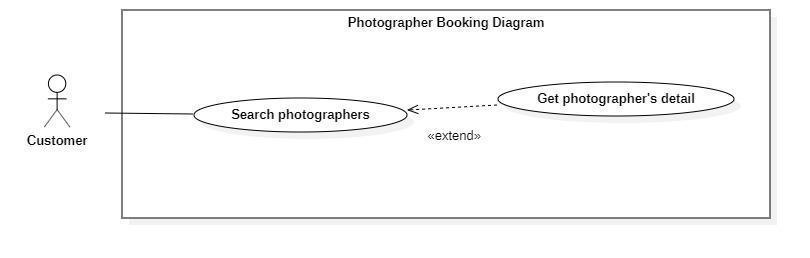 Photographer Booking Diagram
Get photographer's detail
Search photographers
«extend»
Customer